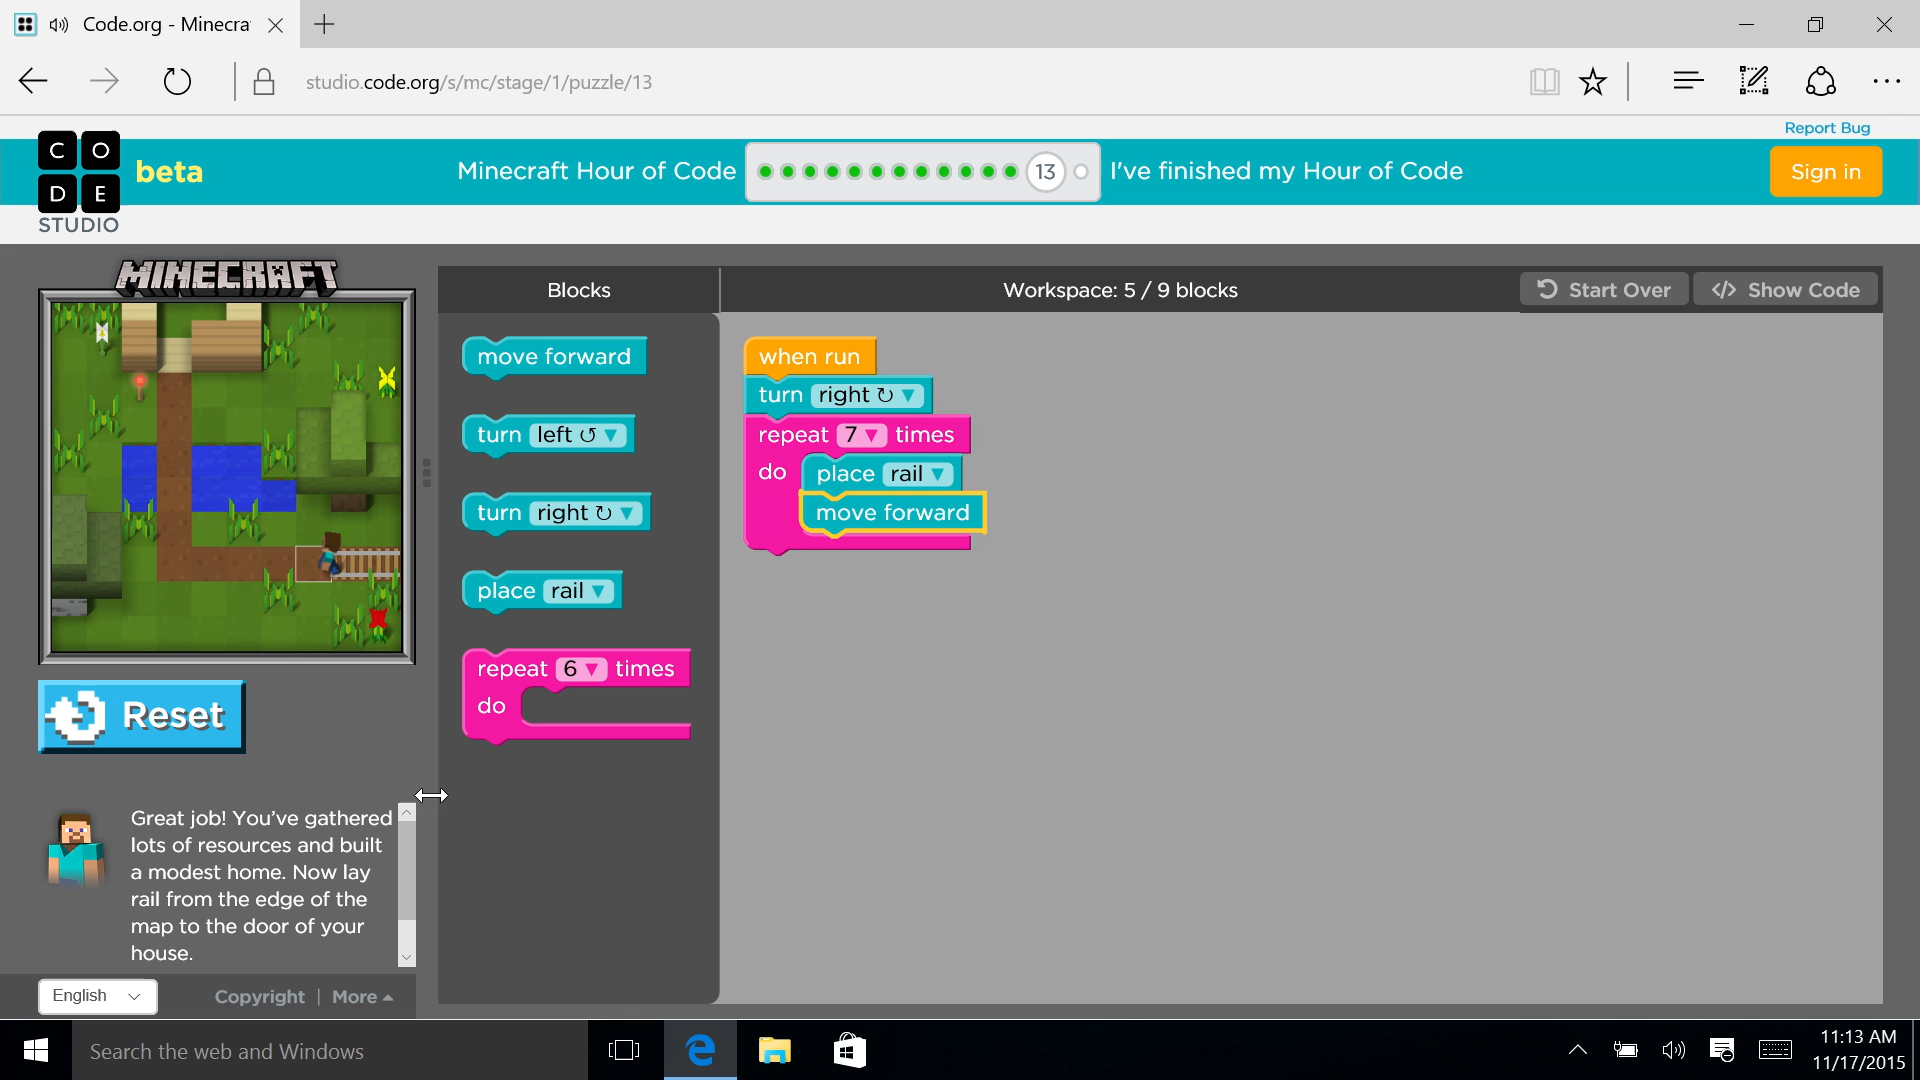 Code.org - Minecra
studio.code.org/s/mc/stage/1/puzzle/13
Report Bug
C O
D E
STUDIO
beta
Minecraft Hour of Code
13
I've finished my Hour of Code
Sign in
MINECRAFT
Blocks
Workspace: 5 / 9 blocks
Start Over
</> Show Code
move forward
turn left ↺ ▼
turn right ↻ ▼
place rail ▼
repeat 6 ▼ times
do
when run
turn right ↻ ▼
repeat 7 ▼ times
do place rail ▼
move forward
Reset
Great job! You've gathered
lots of resources and built
a modest home. Now lay
rail from the edge of the
map to the door of your
house.
English
Copyright | More
Search the web and Windows
11:13 AM
11/17/2015